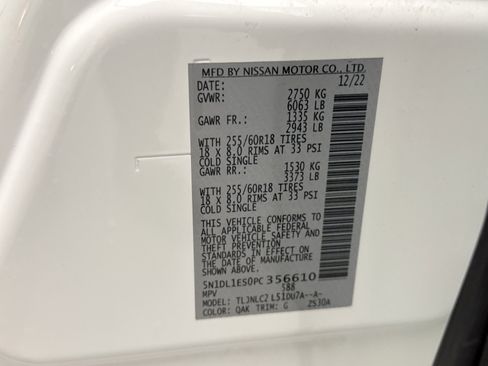 MFD BY NISSAN MOTOR CO., LTD.
DATE: 12/22
GVWR: 2750 KG
6063 LB
GAWR FR.: 1335 KG
2943 LB
WITH 255/60R18 TIRES
18 X 8.0 RIMS AT 33 PSI
COLD SINGLE
GAWR RR.: 1530 KG
3373 LB
WITH 255/60R18 TIRES
18 X 8.0 RIMS AT 33 PSI
COLD SINGLE
THIS VEHICLE CONFORMS TO
ALL APPLICABLE FEDERAL
MOTOR VEHICLE SAFETY AND
THEFT PREVENTION
STANDARDS IN EFFECT ON
THE DATE OF MANUFACTURE
SHOWN ABOVE.
5N1DL1ES0PC356610
MPV 588
MODEL: TLJNLC2 L51DU7A--A-
COLOR: QAK TRIM: G ZS30A